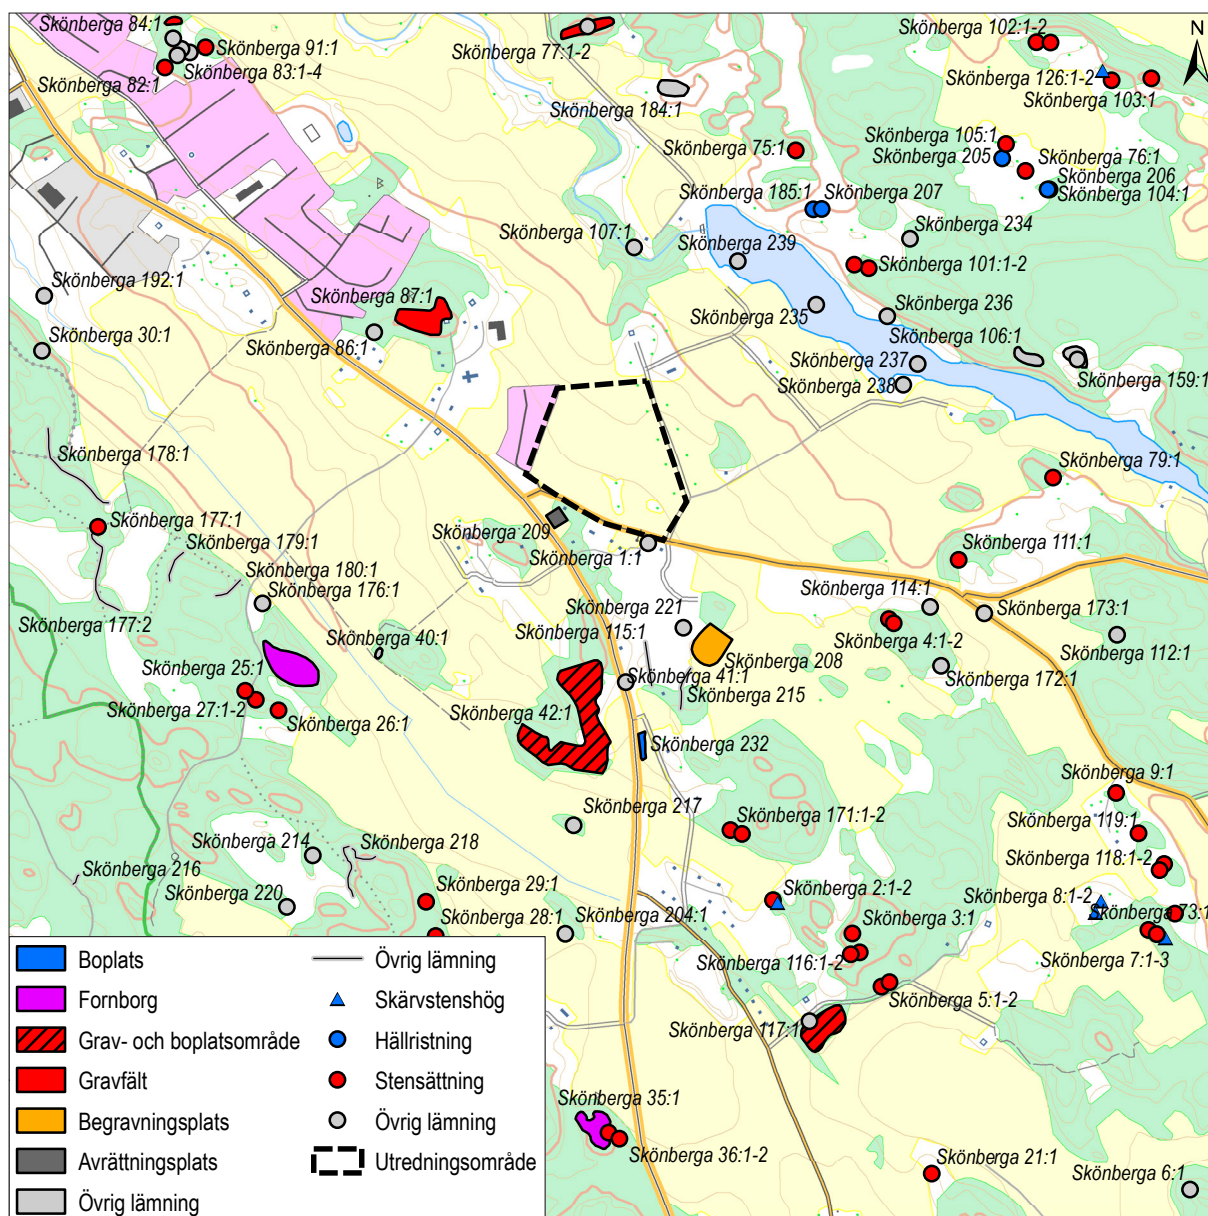 Skönberga 84:1
Skönberga 91:1
Skönberga 83:1-4
Skönberga 82:1
Skönberga 77:1-2
Skönberga 102:1-2
N
Skönberga 126:1-2
Skönberga 103:1
Skönberga 184:1
Skönberga 75:1
Skönberga 105:1
Skönberga 205
Skönberga 76:1
Skönberga 206
Skönberga 104:1
Skönberga 185:1
Skönberga 207
Skönberga 107:1
Skönberga 239
Skönberga 234
Skönberga 101:1-2
Skönberga 192:1
Skönberga 87:1
Skönberga 30:1
Skönberga 86:1
Skönberga 235
Skönberga 236
Skönberga 106:1
Skönberga 237
Skönberga 238
Skönberga 159:1
Skönberga 178:1
Skönberga 79:1
Skönberga 177:1
Skönberga 179:1
Skönberga 209
Skönberga 1:1
Skönberga 111:1
Skönberga 180:1
Skönberga 176:1
Skönberga 114:1
Skönberga 173:1
Skönberga 177:2
Skönberga 40:1
Skönberga 221
Skönberga 115:1
Skönberga 4:1-2
Skönberga 112:1
Skönberga 25:1
Skönberga 208
Skönberga 41:1
Skönberga 172:1
Skönberga 27:1-2
Skönberga 26:1
Skönberga 42:1
Skönberga 215
Skönberga 232
Skönberga 9:1
Skönberga 217
Skönberga 171:1-2
Skönberga 119:1
Skönberga 214
Skönberga 218
Skönberga 216
Skönberga 118:1-2
Skönberga 220
Skönberga 29:1
Skönberga 2:1-2
Skönberga 8:1-2
Skönberga 73:1
Skönberga 28:1
Skönberga 204:1
Skönberga 3:1
Skönberga 116:1-2
Skönberga 7:1-3
Skönberga 5:1-2
Skönberga 117:1
Skönberga 35:1
Skönberga 36:1-2
Skönberga 21:1
Skönberga 6:1
Boplats
Fornborg
Grav- och boplatsområde
Gravfält
Begravningsplats
Avrättningsplats
Övrig lämning
Övrig lämning
Skärvstenshög
Hällristning
Stensättning
Övrig lämning
Utredningsområde